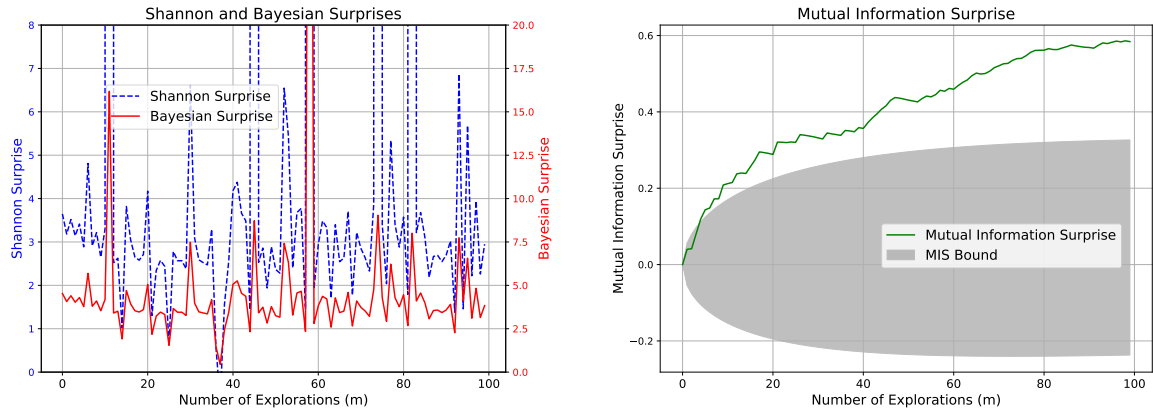 Shannon and Bayesian Surprises
8
7
6
5
4
3
2
1
0
Shannon Surprise
20.0
17.5
15.0
12.5
10.0
7.5
5.0
2.5
0.0
Bayesian Surprise
Shannon Surprise
Bayesian Surprise
0 20 40 60 80 100
Number of Explorations (m)
Mutual Information Surprise
0.6
0.4
0.2
0.0
−0.2
Mutual Information Surprise
Mutual Information Surprise
MIS Bound
0 20 40 60 80 100
Number of Explorations (m)